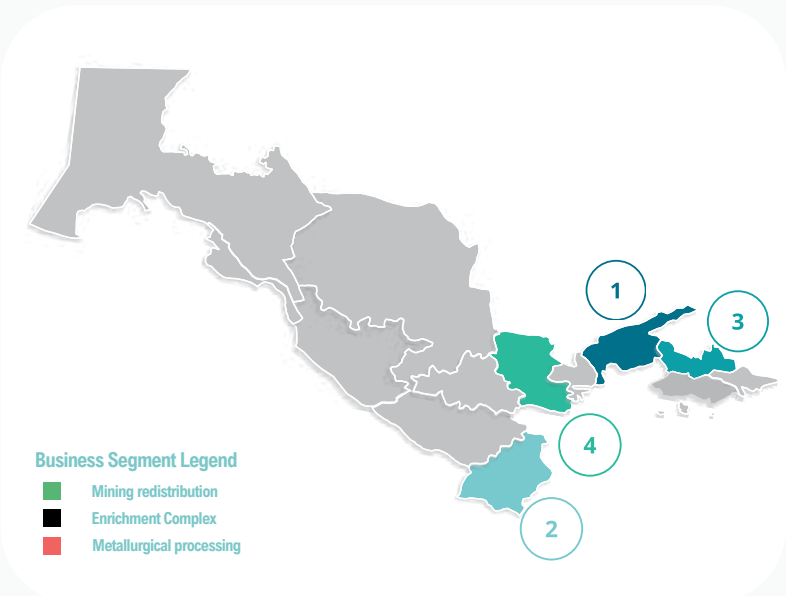 1
3
4
2
Business Segment Legend
Mining redistribution
Enrichment Complex
Metallurgical processing